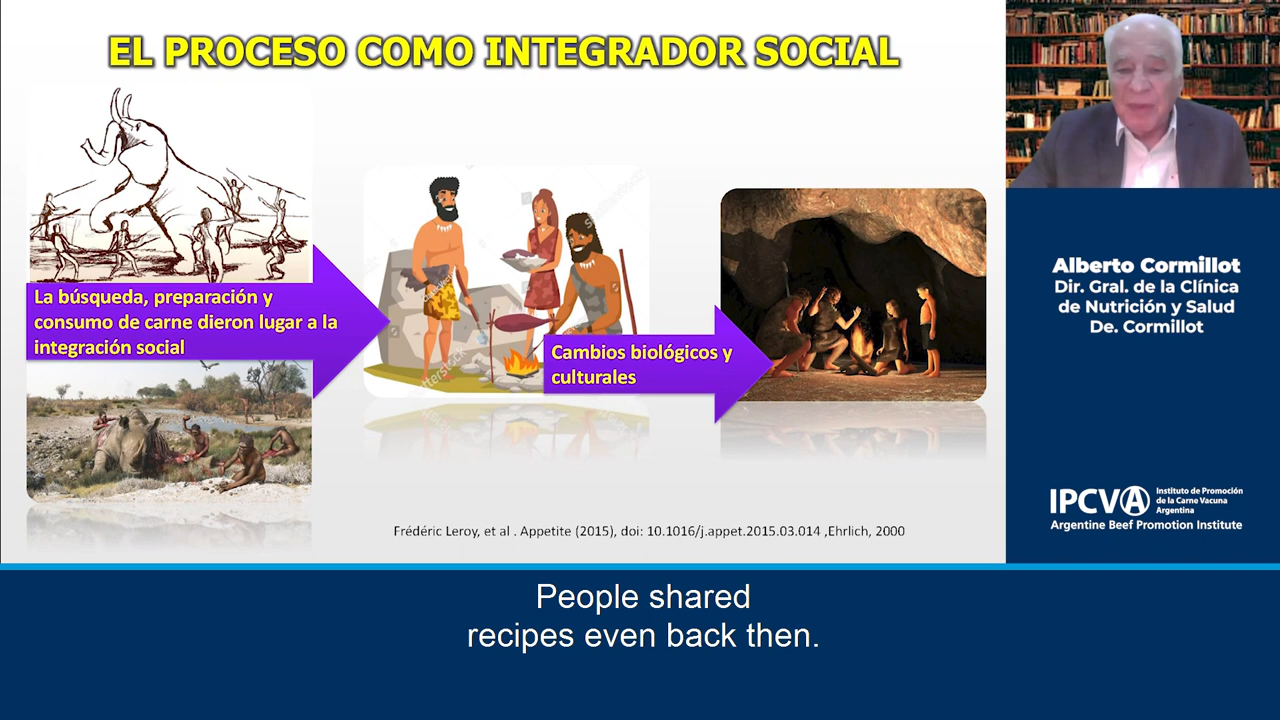 EL PROCESO COMO INTEGRADOR SOCIAL
La búsqueda, preparación y
consumo de carne dieron lugar a la
integración social
Cambios biológicos y
culturales
Frédéric Leroy, et al . Appetite (2015), doi: 10.1016/j.appet.2015.03.014 ,Ehrlich, 2000
Alberto Cormillot
Dir. Gral. de la Clínica
de Nutrición y Salud
De. Cormillot
IPCVA
Instituto de Promoción
de la Carne Vacuna
Argentina
Argentine Beef Promotion Institute
People shared
recipes even back then.